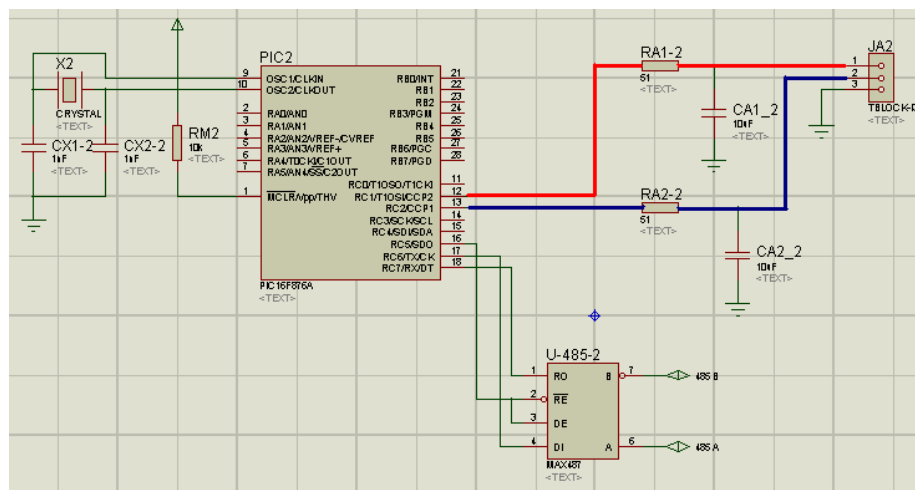 X2
CRYSTAL
<TEXT>
CX1-2
1nF
<TEXT>
CX2-2
1nF
<TEXT>
RM2
10k
<TEXT>
PIC2
9 OSC1/CLKIN
10 OSC2/CLKOUT
2 RA0/AN0
3 RA1/AN1
4 RA2/AN2/VREF-/CVREF
5 RA3/AN3/VREF+
6 RA4/T0CKI/C1OUT
7 RA5/AN4/SS/C2OUT
1 MCLR/Vpp/THV
RB0/INT 21
RB1 22
RB2 23
RB3/PGM 24
RB4 25
RB5 26
RB6/PGC 27
RB7/PGD 28
RC0/T1OSO/T1CKI 11
RC1/T1OSI/CCP2 12
RC2/CCP1 13
RC3/SCK/SCL 14
RC4/SDI/SDA 15
RC5/SDO 16
RC6/TX/CK 17
RC7/RX/DT 18
PIC16F876A
<TEXT>
RA1-2
51
<TEXT>
CA1_2
10nF
<TEXT>
JA2
1
2
3
TBLOCK-
<TEXT>
RA2-2
51
<TEXT>
CA2_2
10nF
<TEXT>
U-485-2
1 RO
2 RE
3 DE
4 DI
B 7
A 6
485 B
485 A
MAX487
<TEXT>